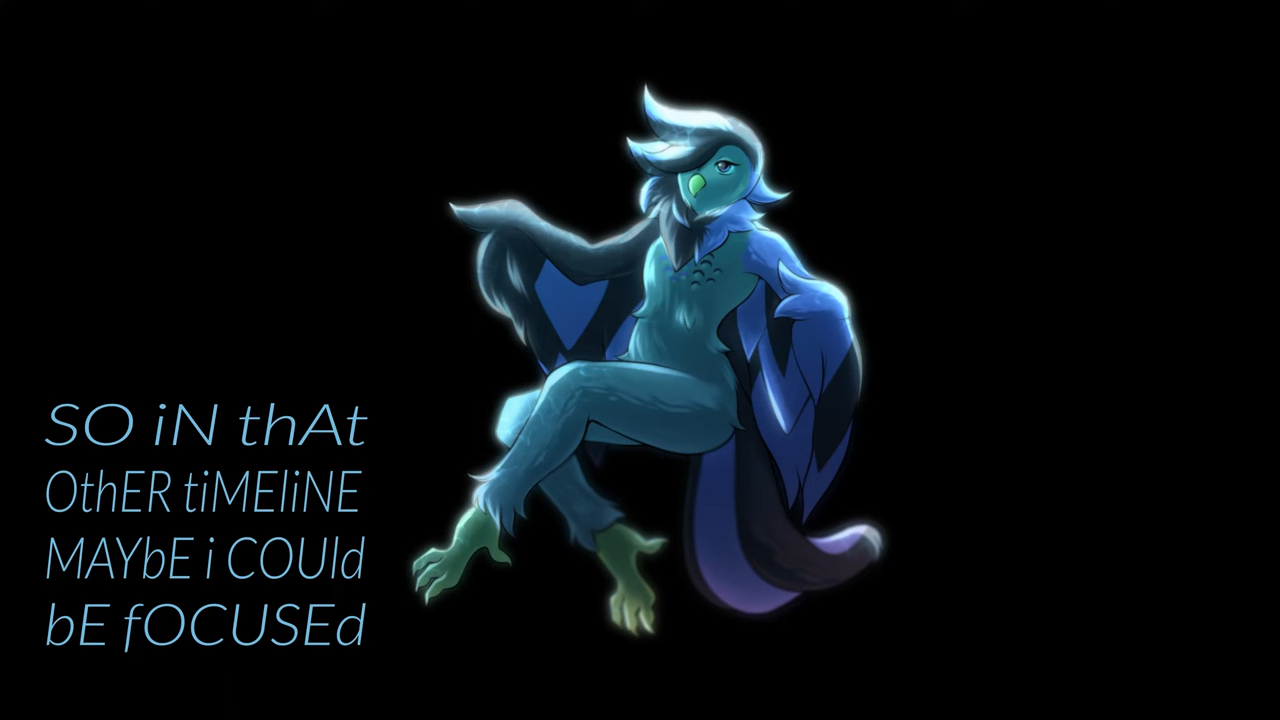 SO iN thAt
OthER tiMEliNE
MAYbE i COUld
bE fOCUSEd